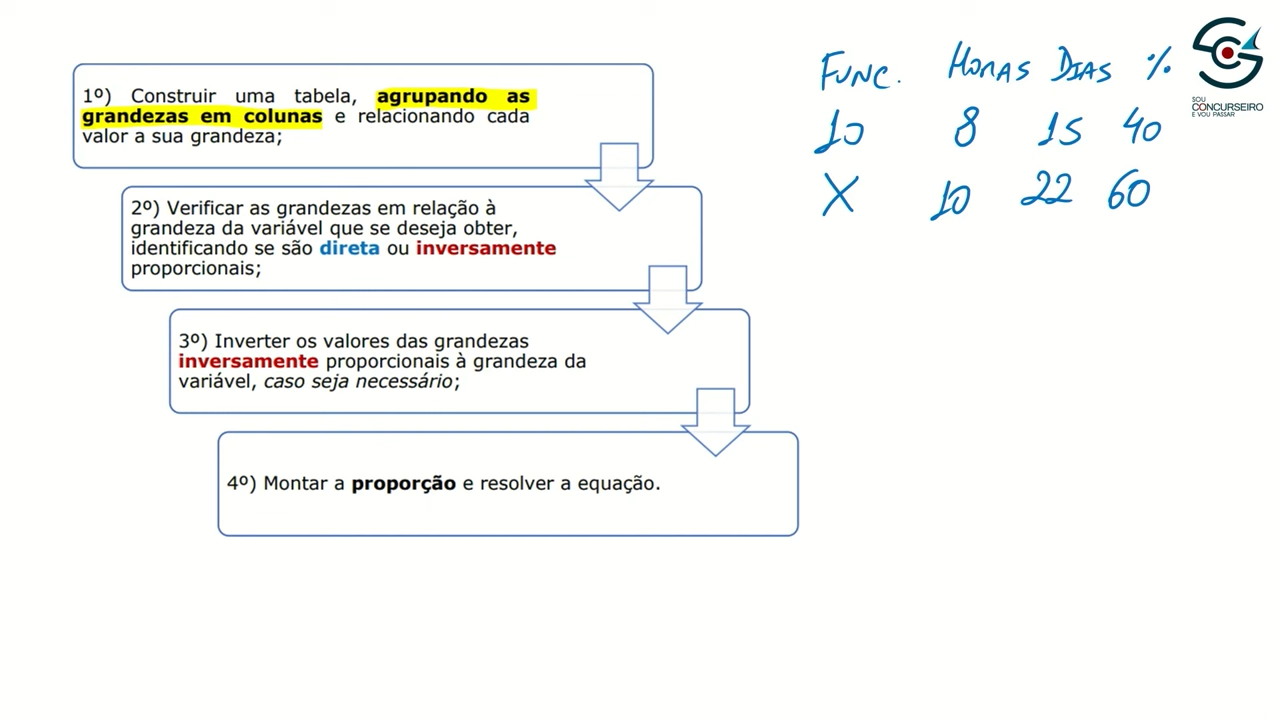 1º) Construir uma tabela, agrupando as
grandezas em colunas e relacionando cada
valor a sua grandeza;
2º) Verificar as grandezas em relação à
grandeza da variável que se deseja obter,
identificando se são direta ou inversamente
proporcionais;
3º) Inverter os valores das grandezas
inversamente proporcionais à grandeza da
variável, caso seja necessário;
4º) Montar a proporção e resolver a equação.
FUNC. HORAS DIAS %
10 8 15 40
X 10 22 60
SOU
CONCURSEIRO
E VOU PASSAR